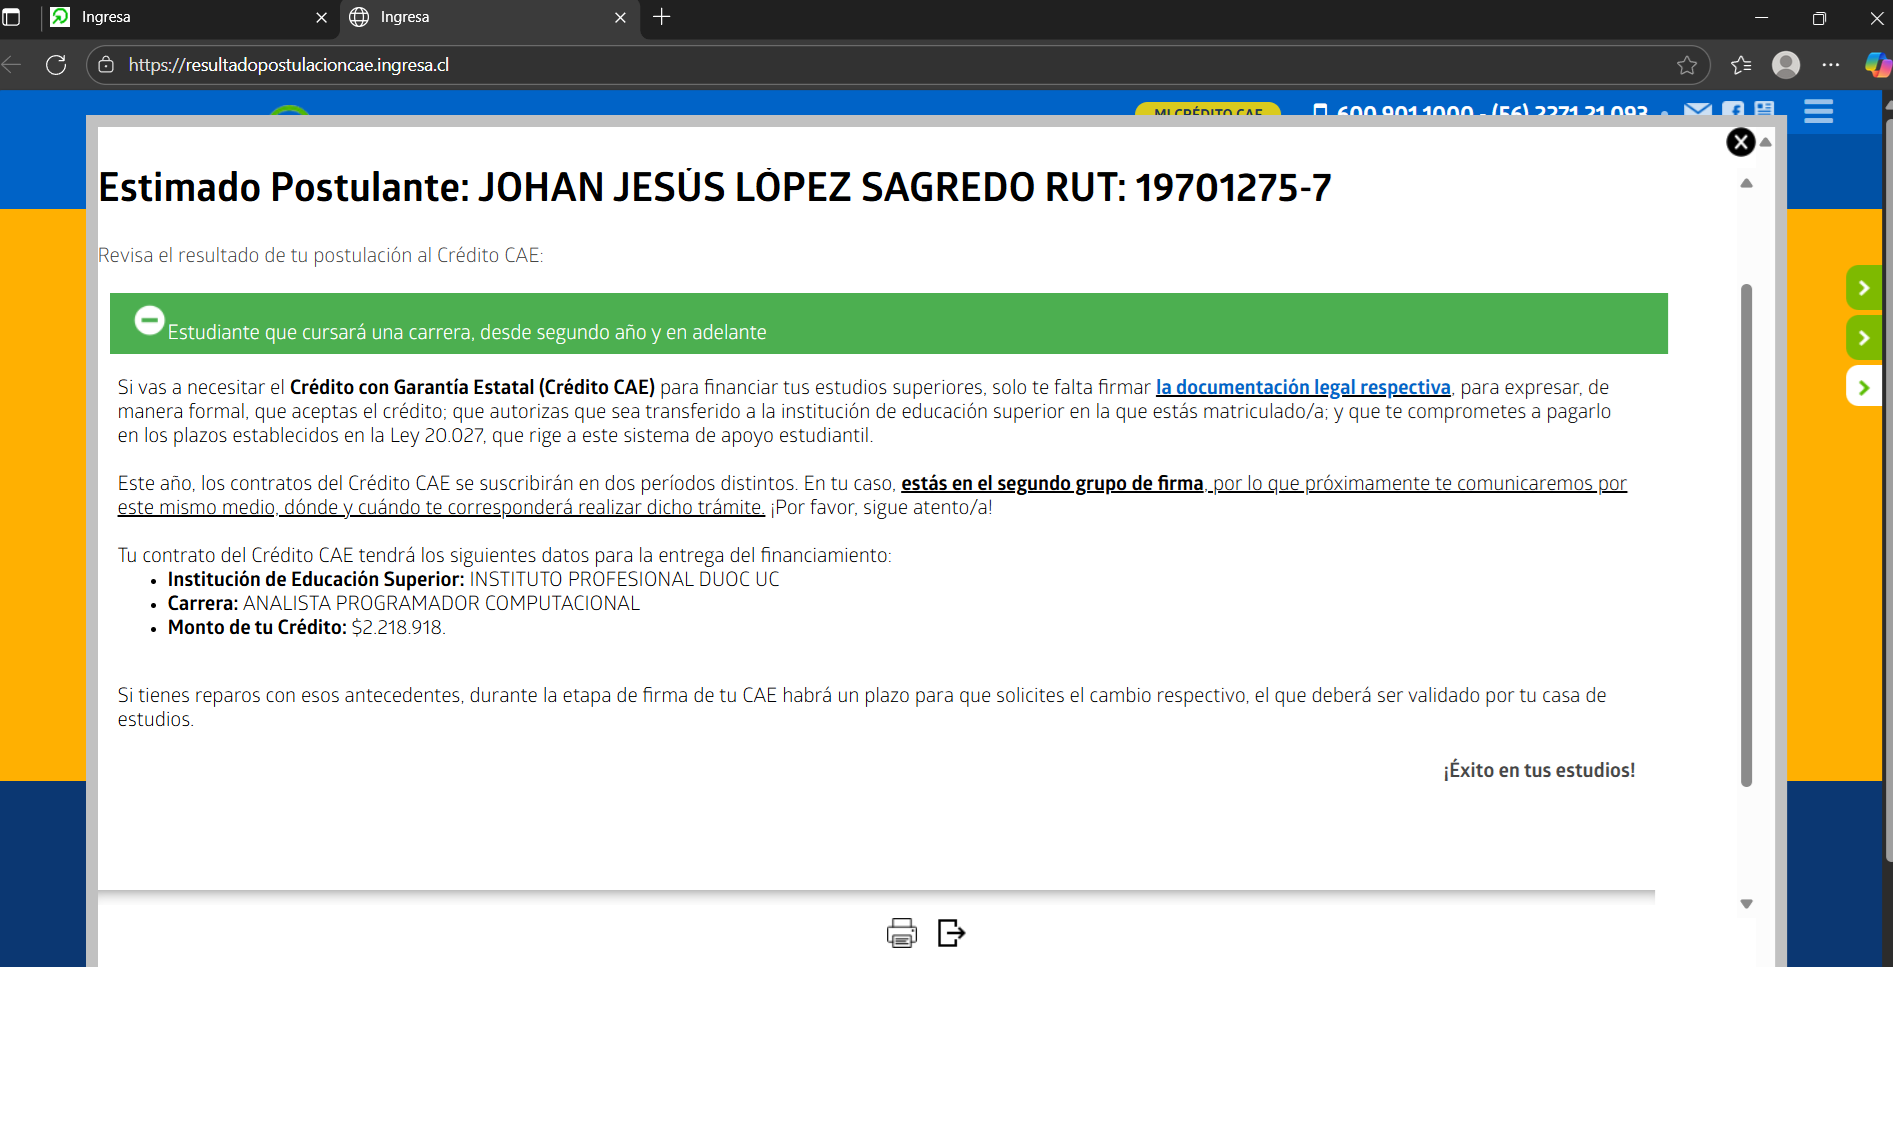 Ingresa
Ingresa
https://resultadopostulacioncae.ingresa.cl
MI CRÉDITO CAE 600 901 1000 - (56) 2271 21 093
Estimado Postulante: JOHAN JESÚS LÓPEZ SAGREDO RUT: 19701275-7
Revisa el resultado de tu postulación al Crédito CAE:
Estudiante que cursará una carrera, desde segundo año y en adelante
Si vas a necesitar el Crédito con Garantía Estatal (Crédito CAE) para financiar tus estudios superiores, solo te falta firmar la documentación legal respectiva, para expresar, de
manera formal, que aceptas el crédito; que autorizas que sea transferido a la institución de educación superior en la que estás matriculado/a; y que te comprometes a pagarlo
en los plazos establecidos en la Ley 20.027, que rige a este sistema de apoyo estudiantil.
Este año, los contratos del Crédito CAE se suscribirán en dos períodos distintos. En tu caso, estás en el segundo grupo de firma, por lo que próximamente te comunicaremos por
este mismo medio, dónde y cuándo te corresponderá realizar dicho trámite. ¡Por favor, sigue atento/a!
Tu contrato del Crédito CAE tendrá los siguientes datos para la entrega del financiamiento:
• Institución de Educación Superior: INSTITUTO PROFESIONAL DUOC UC
• Carrera: ANALISTA PROGRAMADOR COMPUTACIONAL
• Monto de tu Crédito: $2.218.918.
Si tienes reparos con esos antecedentes, durante la etapa de firma de tu CAE habrá un plazo para que solicites el cambio respectivo, el que deberá ser validado por tu casa de
estudios.
¡Éxito en tus estudios!